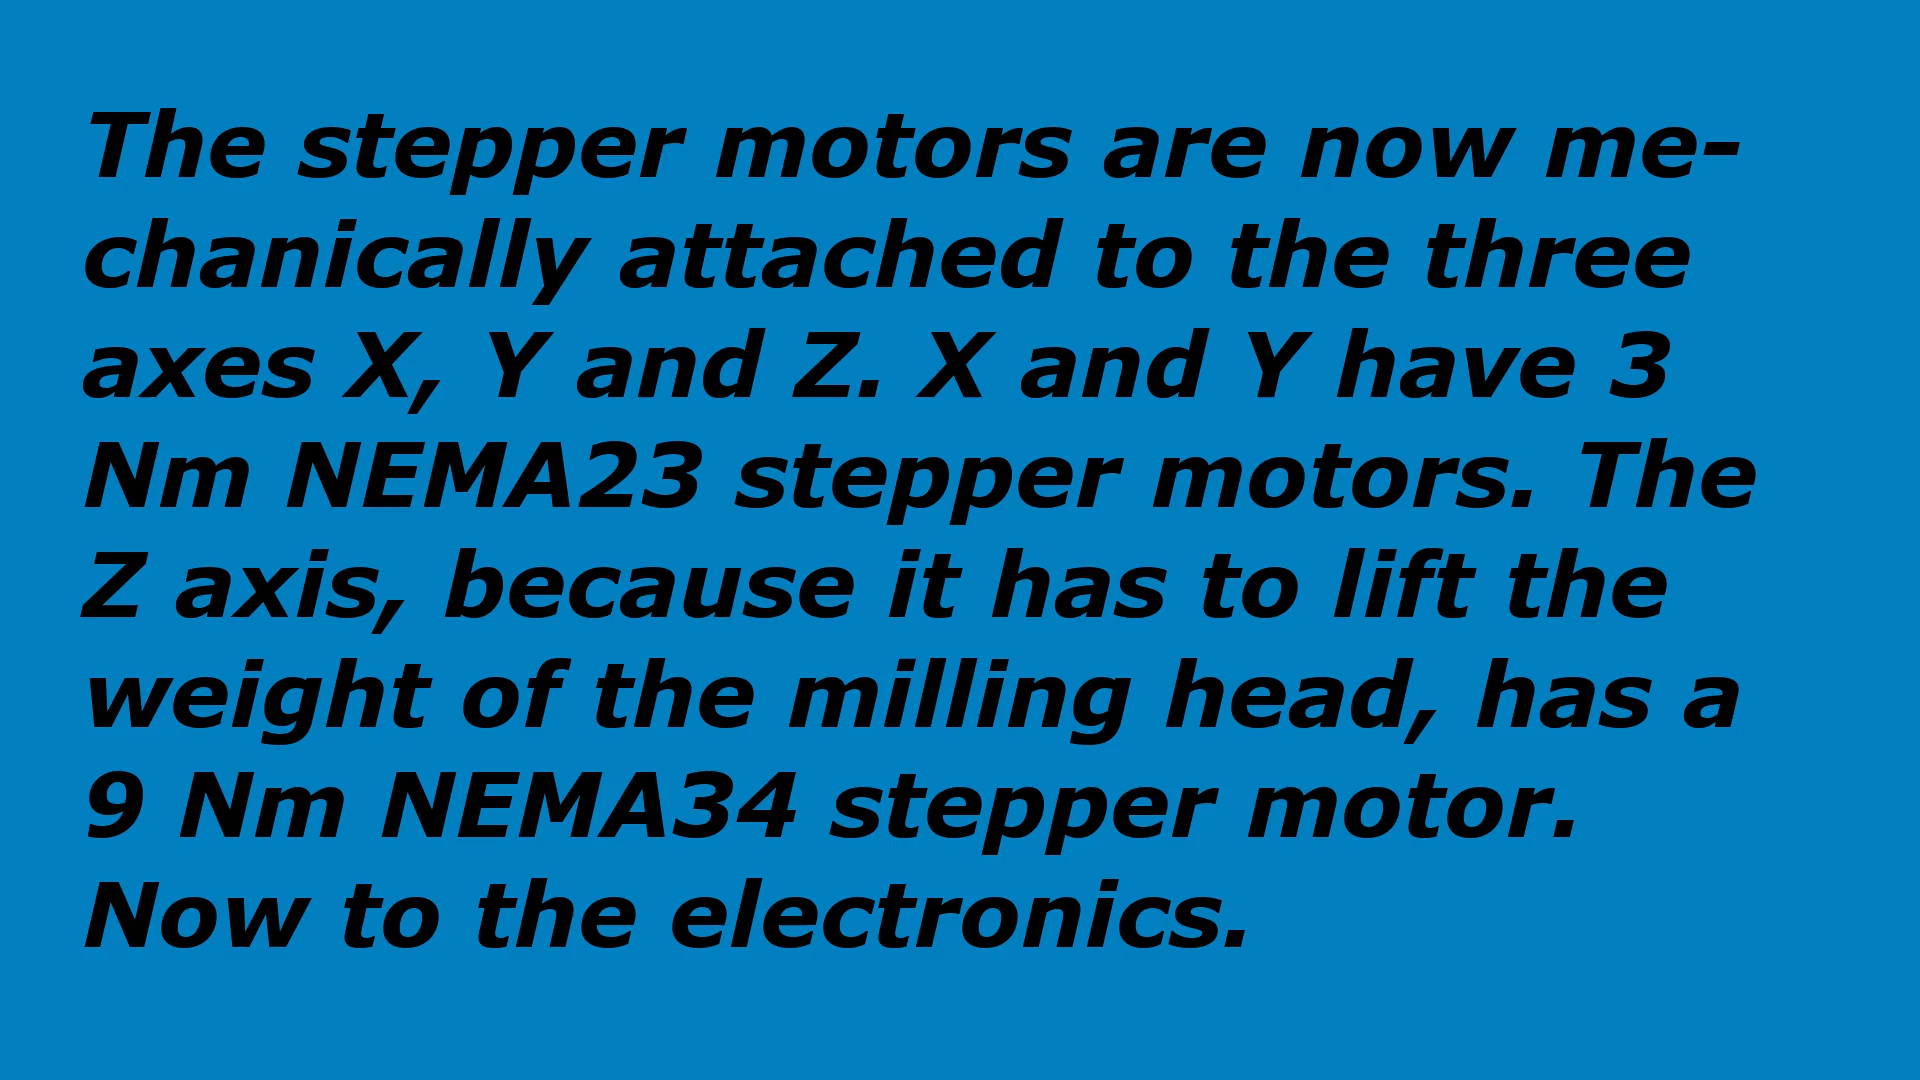 The stepper motors are now me-
chanically attached to the three
axes X, Y and Z. X and Y have 3
Nm NEMA23 stepper motors. The
Z axis, because it has to lift the
weight of the milling head, has a
9 Nm NEMA34 stepper motor.
Now to the electronics.